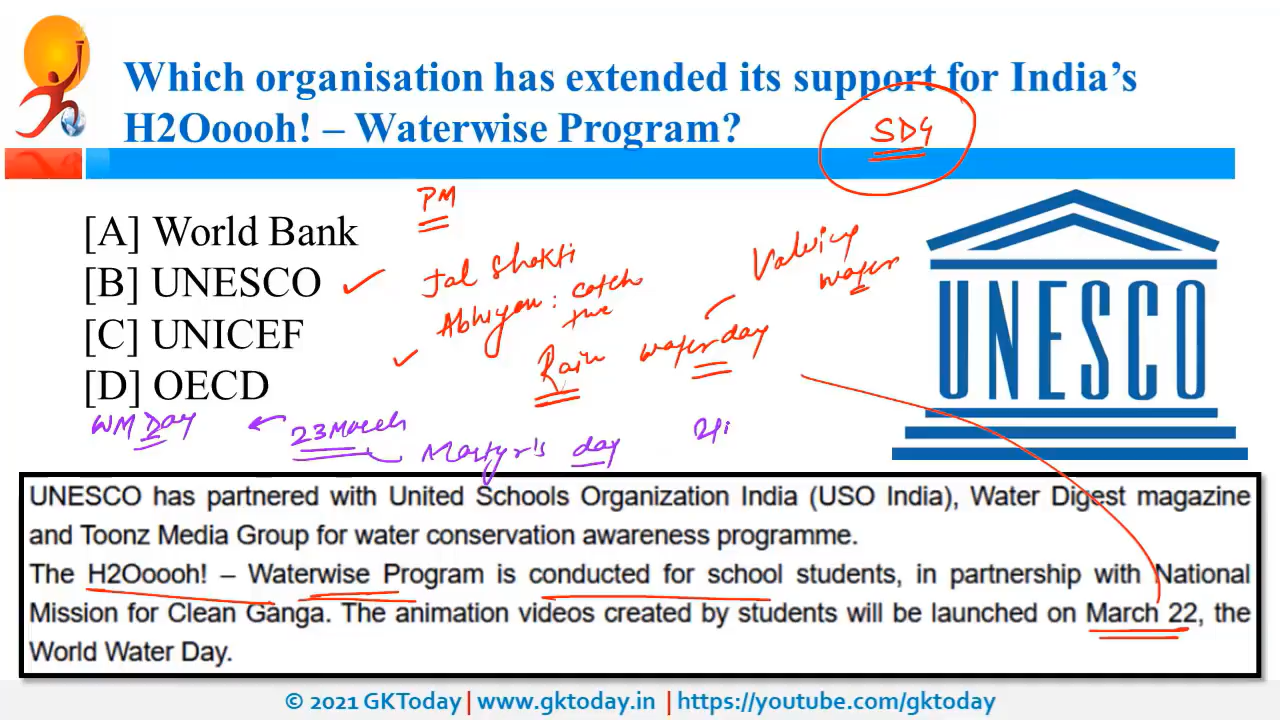 Which organisation has extended its support for India's
H2Ooooh! – Waterwise Program?
SDG
PM
[A] World Bank
[B] UNESCO
[C] UNICEF
[D] OECD
Jal Shakti
Abhiyan : catch
the
Rain
water day
Valuing
water
UNESCO
WM Day
23 March
Martyr's day
UNESCO has partnered with United Schools Organization India (USO India), Water Digest magazine
and Toonz Media Group for water conservation awareness programme.
The H2Ooooh! – Waterwise Program is conducted for school students, in partnership with National
Mission for Clean Ganga. The animation videos created by students will be launched on March 22, the
World Water Day.
© 2021 GKToday | www.gktoday.in | https://youtube.com/gktoday